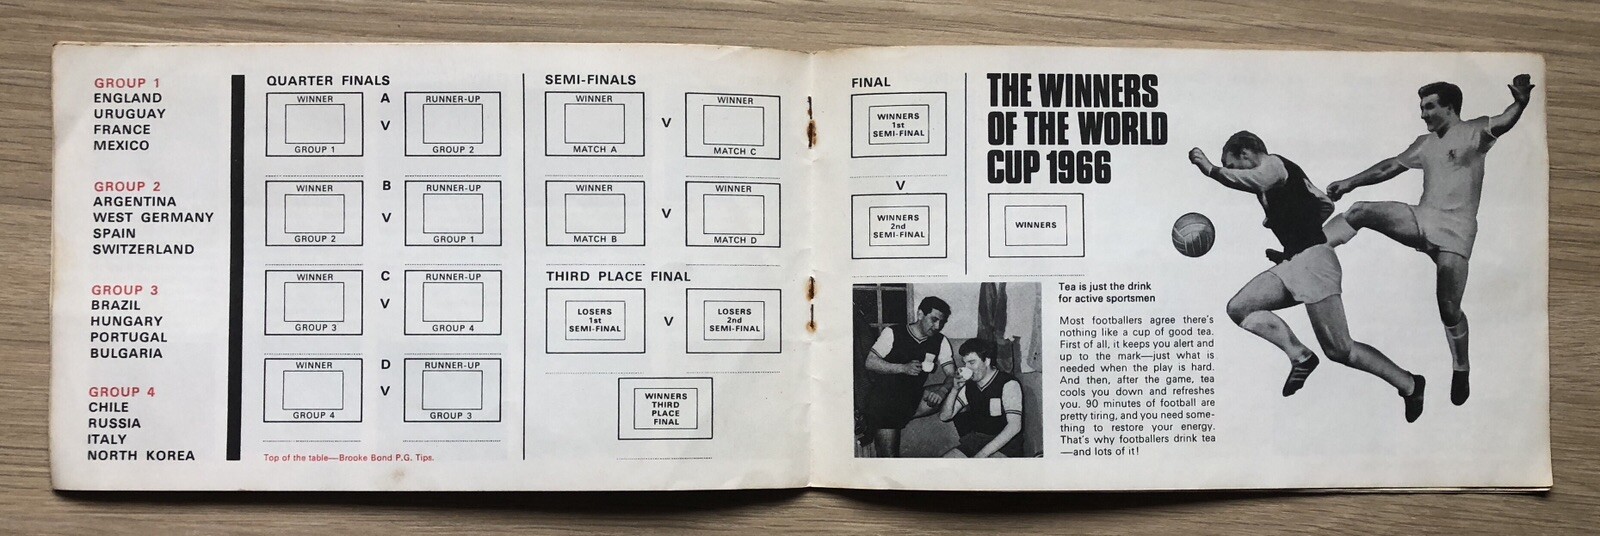 GROUP 1
ENGLAND
URUGUAY
FRANCE
MEXICO
GROUP 2
ARGENTINA
WEST GERMANY
SPAIN
SWITZERLAND
GROUP 3
BRAZIL
HUNGARY
PORTUGAL
BULGARIA
GROUP 4
CHILE
RUSSIA
ITALY
NORTH KOREA
QUARTER FINALS
WINNER
GROUP 1
A
V
RUNNER-UP
GROUP 2
WINNER
GROUP 2
B
V
RUNNER-UP
GROUP 1
WINNER
GROUP 3
C
V
RUNNER-UP
GROUP 4
WINNER
GROUP 4
D
V
RUNNER-UP
GROUP 3
Top of the table—Brooke Bond P.G. Tips.
SEMI-FINALS
WINNER
MATCH A
V
WINNER
MATCH C
WINNER
MATCH B
V
WINNER
MATCH D
THIRD PLACE FINAL
LOSERS
1st
SEMI-FINAL
V
LOSERS
2nd
SEMI-FINAL
WINNERS
THIRD
PLACE
FINAL
FINAL
WINNERS
1st
SEMI-FINAL
V
WINNERS
2nd
SEMI-FINAL
THE WINNERS
OF THE WORLD
CUP 1966
WINNERS
Tea is just the drink
for active sportsmen
Most footballers agree there's
nothing like a cup of good tea.
First of all, it keeps you alert and
up to the mark—just what is
needed when the play is hard.
And then, after the game, tea
cools you down and refreshes
you. 90 minutes of football are
pretty tiring, and you need some-
thing to restore your energy.
That's why footballers drink tea
—and lots of it!